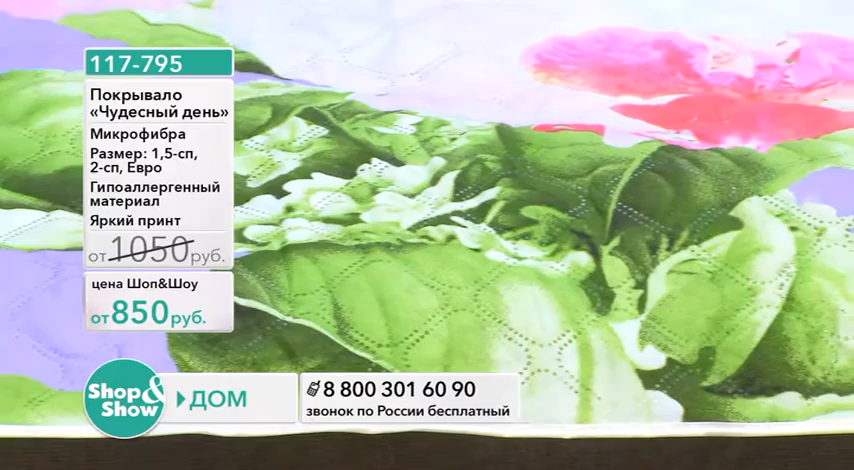 117-795
Покрывало
«Чудесный день»
Микрофибра
Размер: 1,5-сп,
2-сп, Евро
Гипоаллергенный
материал
Яркий принт
от 1050 руб.
цена Шоп&Шоу
от 850 руб.
Shop&
Show
ДОМ
8 800 301 60 90
звонок по России бесплатный